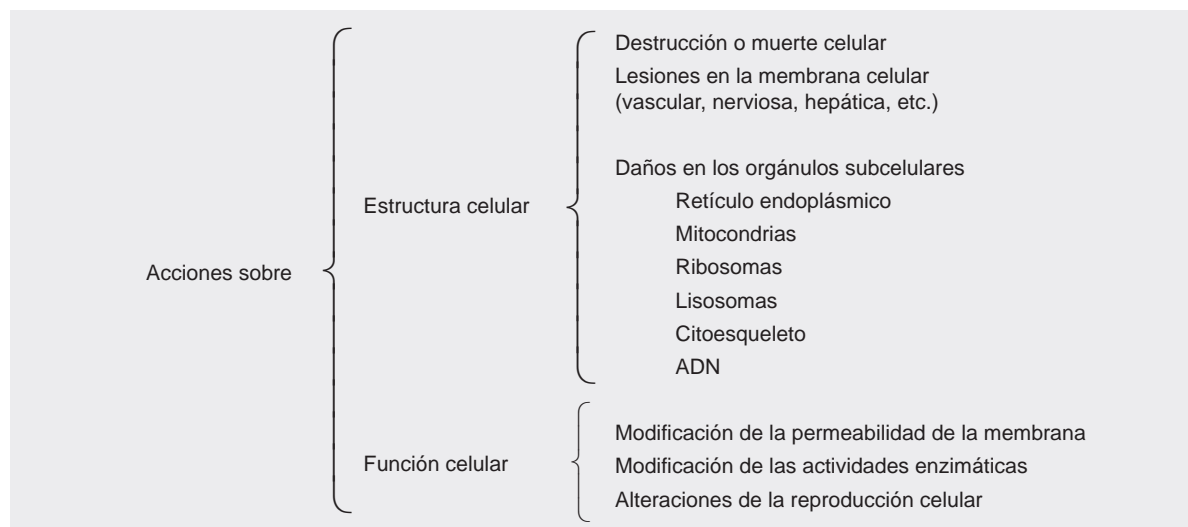 Destrucción o muerte celular
Lesiones en la membrana celular
(vascular, nerviosa, hepática, etc.)
Daños en los orgánulos subcelulares
Estructura celular
Retículo endoplásmico
Mitocondrias
Ribosomas
Acciones sobre
Lisosomas
Citoesqueleto
ADN
Modificación de la permeabilidad de la membrana
Función celular
Modificación de las actividades enzimáticas
Alteraciones de la reproducción celular